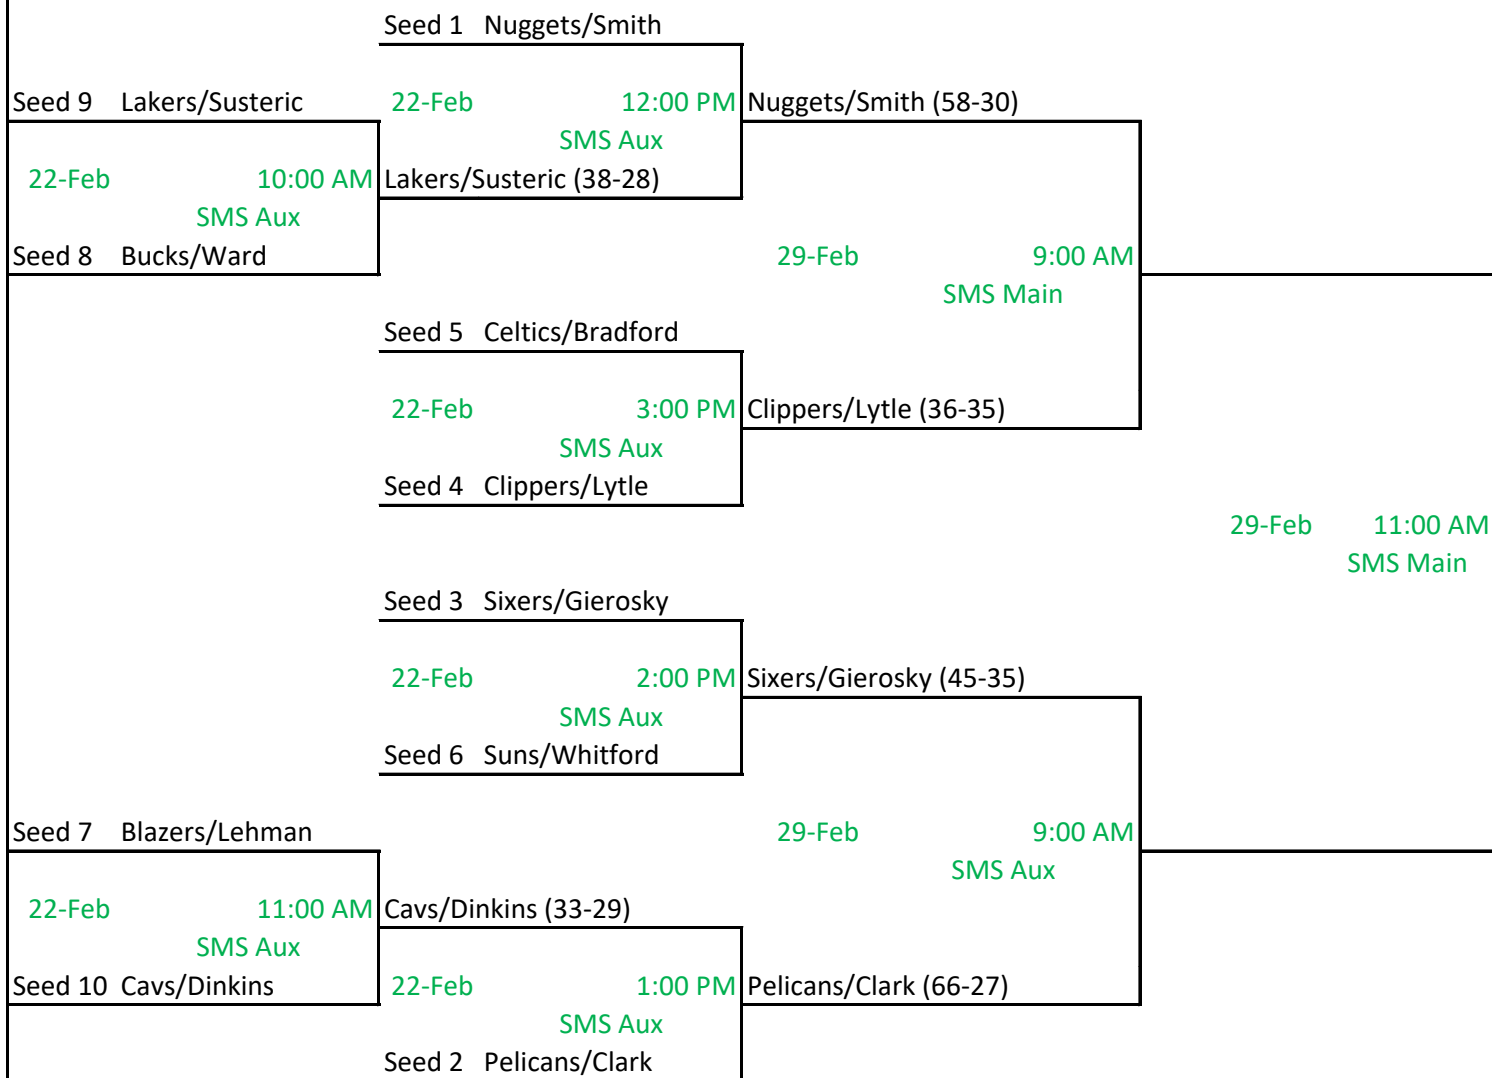 Seed 1 Nuggets/Smith
Seed 9 Lakers/Susteric 22-Feb 12:00 PM Nuggets/Smith (58-30)
SMS Aux
22-Feb 10:00 AM Lakers/Susteric (38-28)
SMS Aux
Seed 8 Bucks/Ward 29-Feb 9:00 AM
SMS Main
Seed 5 Celtics/Bradford
22-Feb 3:00 PM Clippers/Lytle (36-35)
SMS Aux
Seed 4 Clippers/Lytle
29-Feb 11:00 AM
SMS Main
Seed 3 Sixers/Gierosky
22-Feb 2:00 PM Sixers/Gierosky (45-35)
SMS Aux
Seed 6 Suns/Whitford
Seed 7 Blazers/Lehman 29-Feb 9:00 AM
SMS Aux
22-Feb 11:00 AM Cavs/Dinkins (33-29)
SMS Aux
Seed 10 Cavs/Dinkins 22-Feb 1:00 PM Pelicans/Clark (66-27)
SMS Aux
Seed 2 Pelicans/Clark